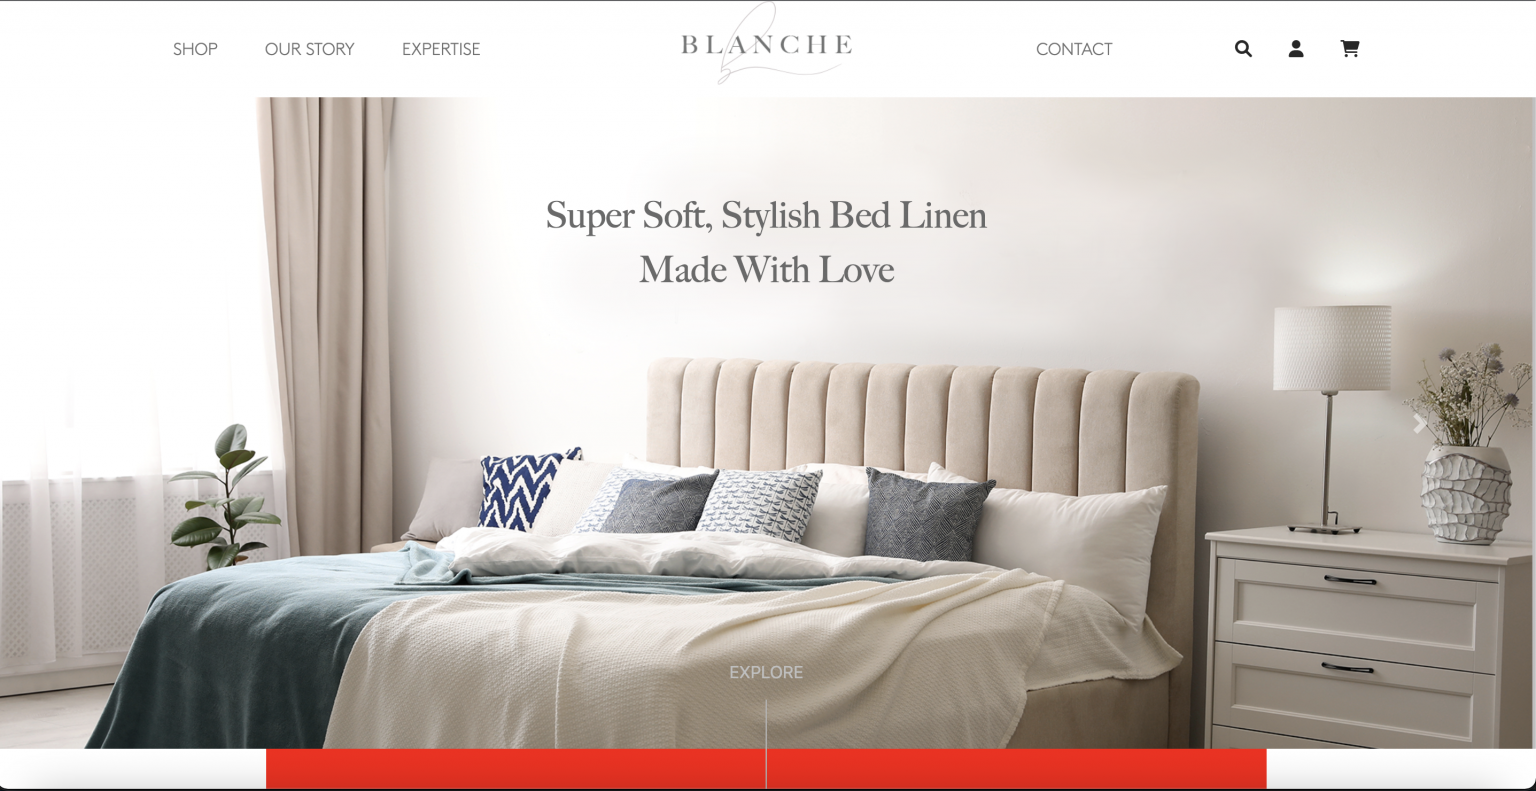 SHOP
OUR STORY
EXPERTISE
BLANCHE
CONTACT
Super Soft, Stylish Bed Linen
Made With Love
EXPLORE